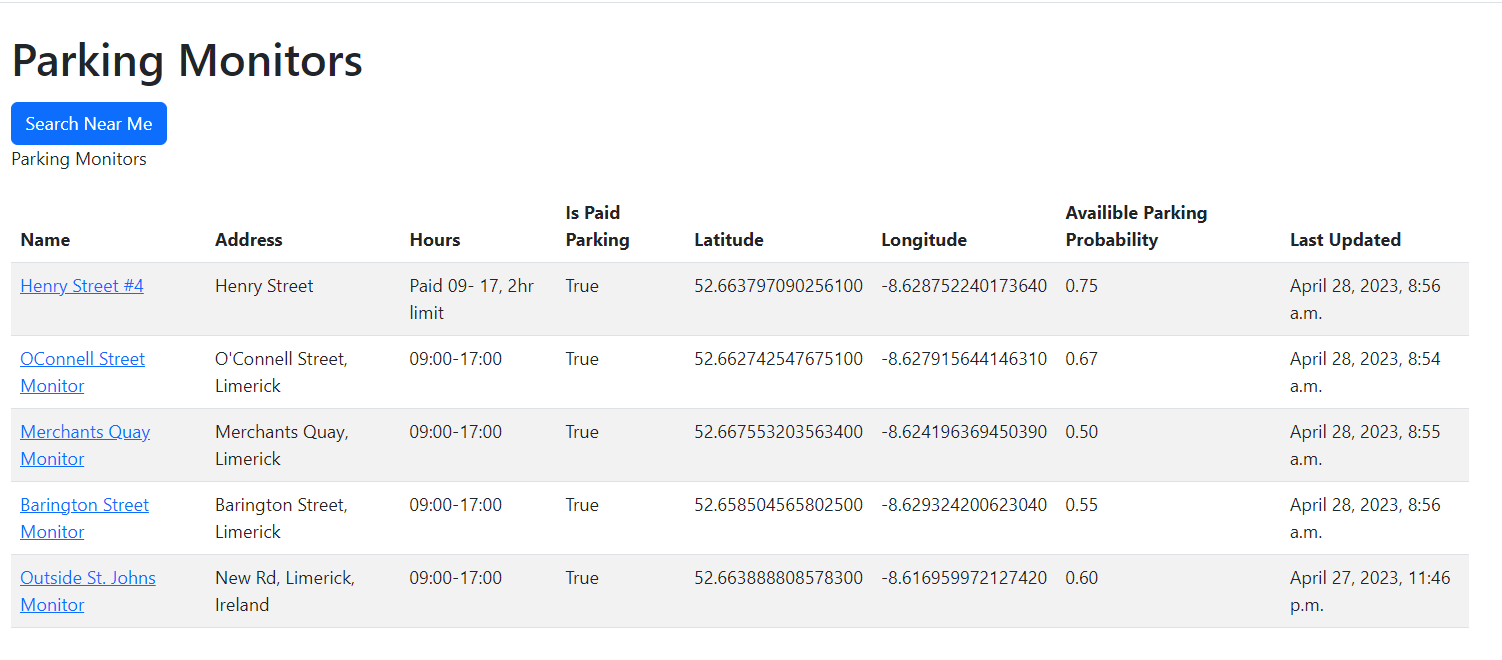 Parking Monitors
Search Near Me
Parking Monitors
Name Address Hours Is Paid Parking Latitude Longitude Availible Parking Probability Last Updated
Henry Street #4 Henry Street Paid 09- 17, 2hr limit True 52.663797090256100 -8.628752240173640 0.75 April 28, 2023, 8:56 a.m.
OConnell Street Monitor O'Connell Street, Limerick 09:00-17:00 True 52.662742547675100 -8.627915644146310 0.67 April 28, 2023, 8:54 a.m.
Merchants Quay Monitor Merchants Quay, Limerick 09:00-17:00 True 52.667553203563400 -8.624196369450390 0.50 April 28, 2023, 8:55 a.m.
Barington Street Monitor Barington Street, Limerick 09:00-17:00 True 52.658504565802500 -8.629324200623040 0.55 April 28, 2023, 8:56 a.m.
Outside St. Johns Monitor New Rd, Limerick, Ireland 09:00-17:00 True 52.663888808578300 -8.616959972127420 0.60 April 27, 2023, 11:46 p.m.